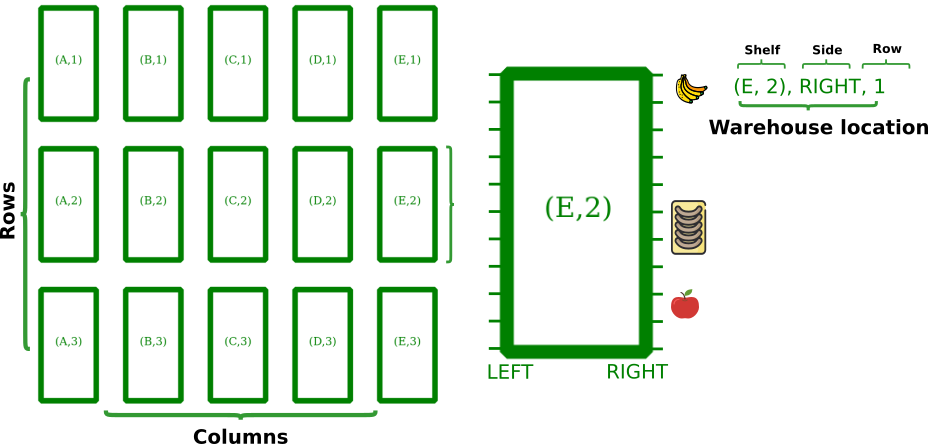 (A,1) (B,1) (C,1) (D,1) (E,1)
Shelf Side Row
(E, 2), RIGHT, 1
Warehouse location
Rows
(A,2) (B,2) (C,2) (D,2) (E,2)
(E,2)
(A,3) (B,3) (C,3) (D,3) (E,3)
LEFT RIGHT
Columns